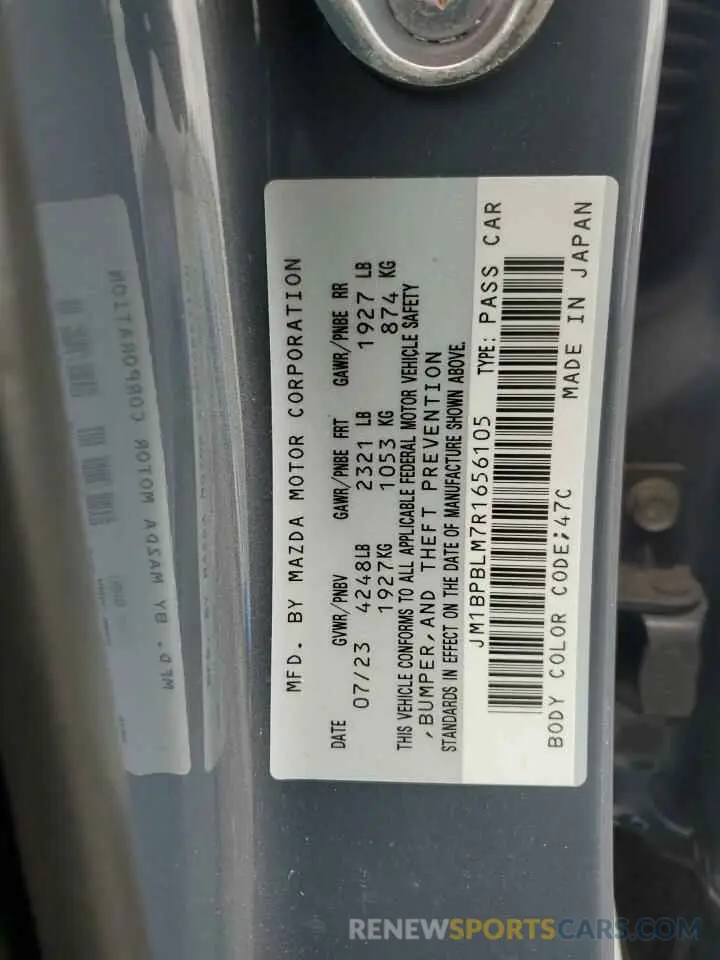 MFD. BY MAZDA MOTOR CORPORATION
DATE GVWR/PNBV GAWR/PNBE FRT GAWR/PNBE RR
07/23 4248LB 2321 LB 1927 LB
1927KG 1053 KG 874 KG
THIS VEHICLE CONFORMS TO ALL APPLICABLE FEDERAL MOTOR VEHICLE SAFETY
,BUMPER,AND THEFT PREVENTION
STANDARDS IN EFFECT ON THE DATE OF MANUFACTURE SHOWN ABOVE.
JM1BPBLM7R1656105 TYPE: PASS CAR
BODY COLOR CODE;47C MADE IN JAPAN
MFD. BY MAZDA MOTOR CORPORATION
RENEWSPORTSCARS.COM